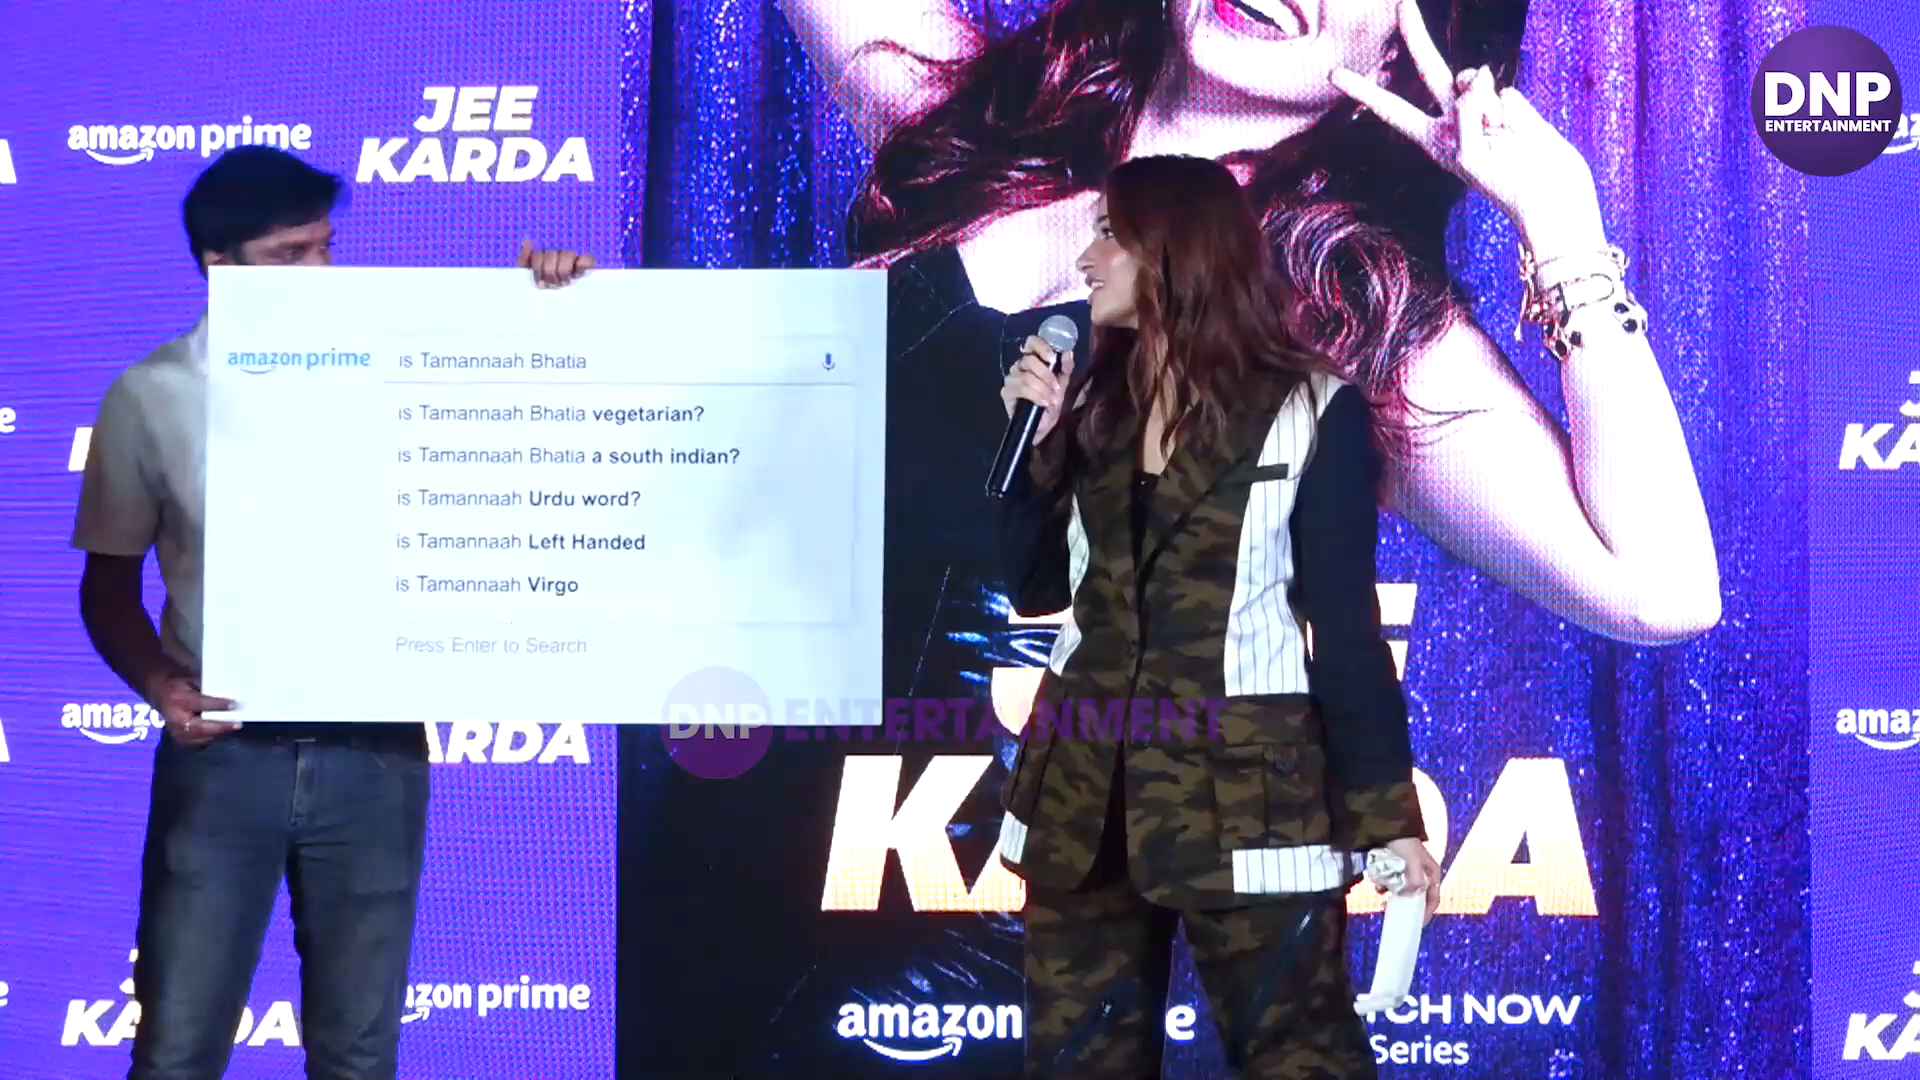 DNP
ENTERTAINMENT
amazon prime
JEE
KARDA
amazon prime
is Tamannaah Bhatia
is Tamannaah Bhatia vegetarian?
is Tamannaah Bhatia a south indian?
is Tamannaah Urdu word?
is Tamannaah Left Handed
is Tamannaah Virgo
Press Enter to Search
DNP ENTERTAINMENT
amazon
NOW
Series
prime